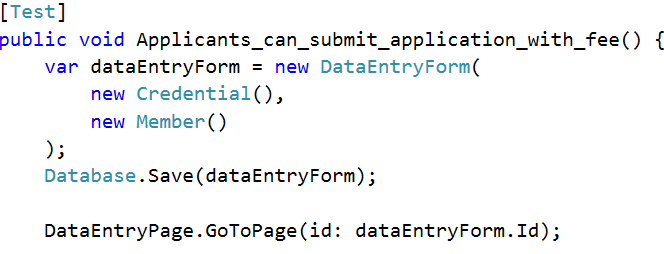 [Test]
public void Applicants_can_submit_application_with_fee() {
    var dataEntryForm = new DataEntryForm(
        new Credential(),
        new Member()
    );
    Database.Save(dataEntryForm);

    DataEntryPage.GoToPage(id: dataEntryForm.Id);